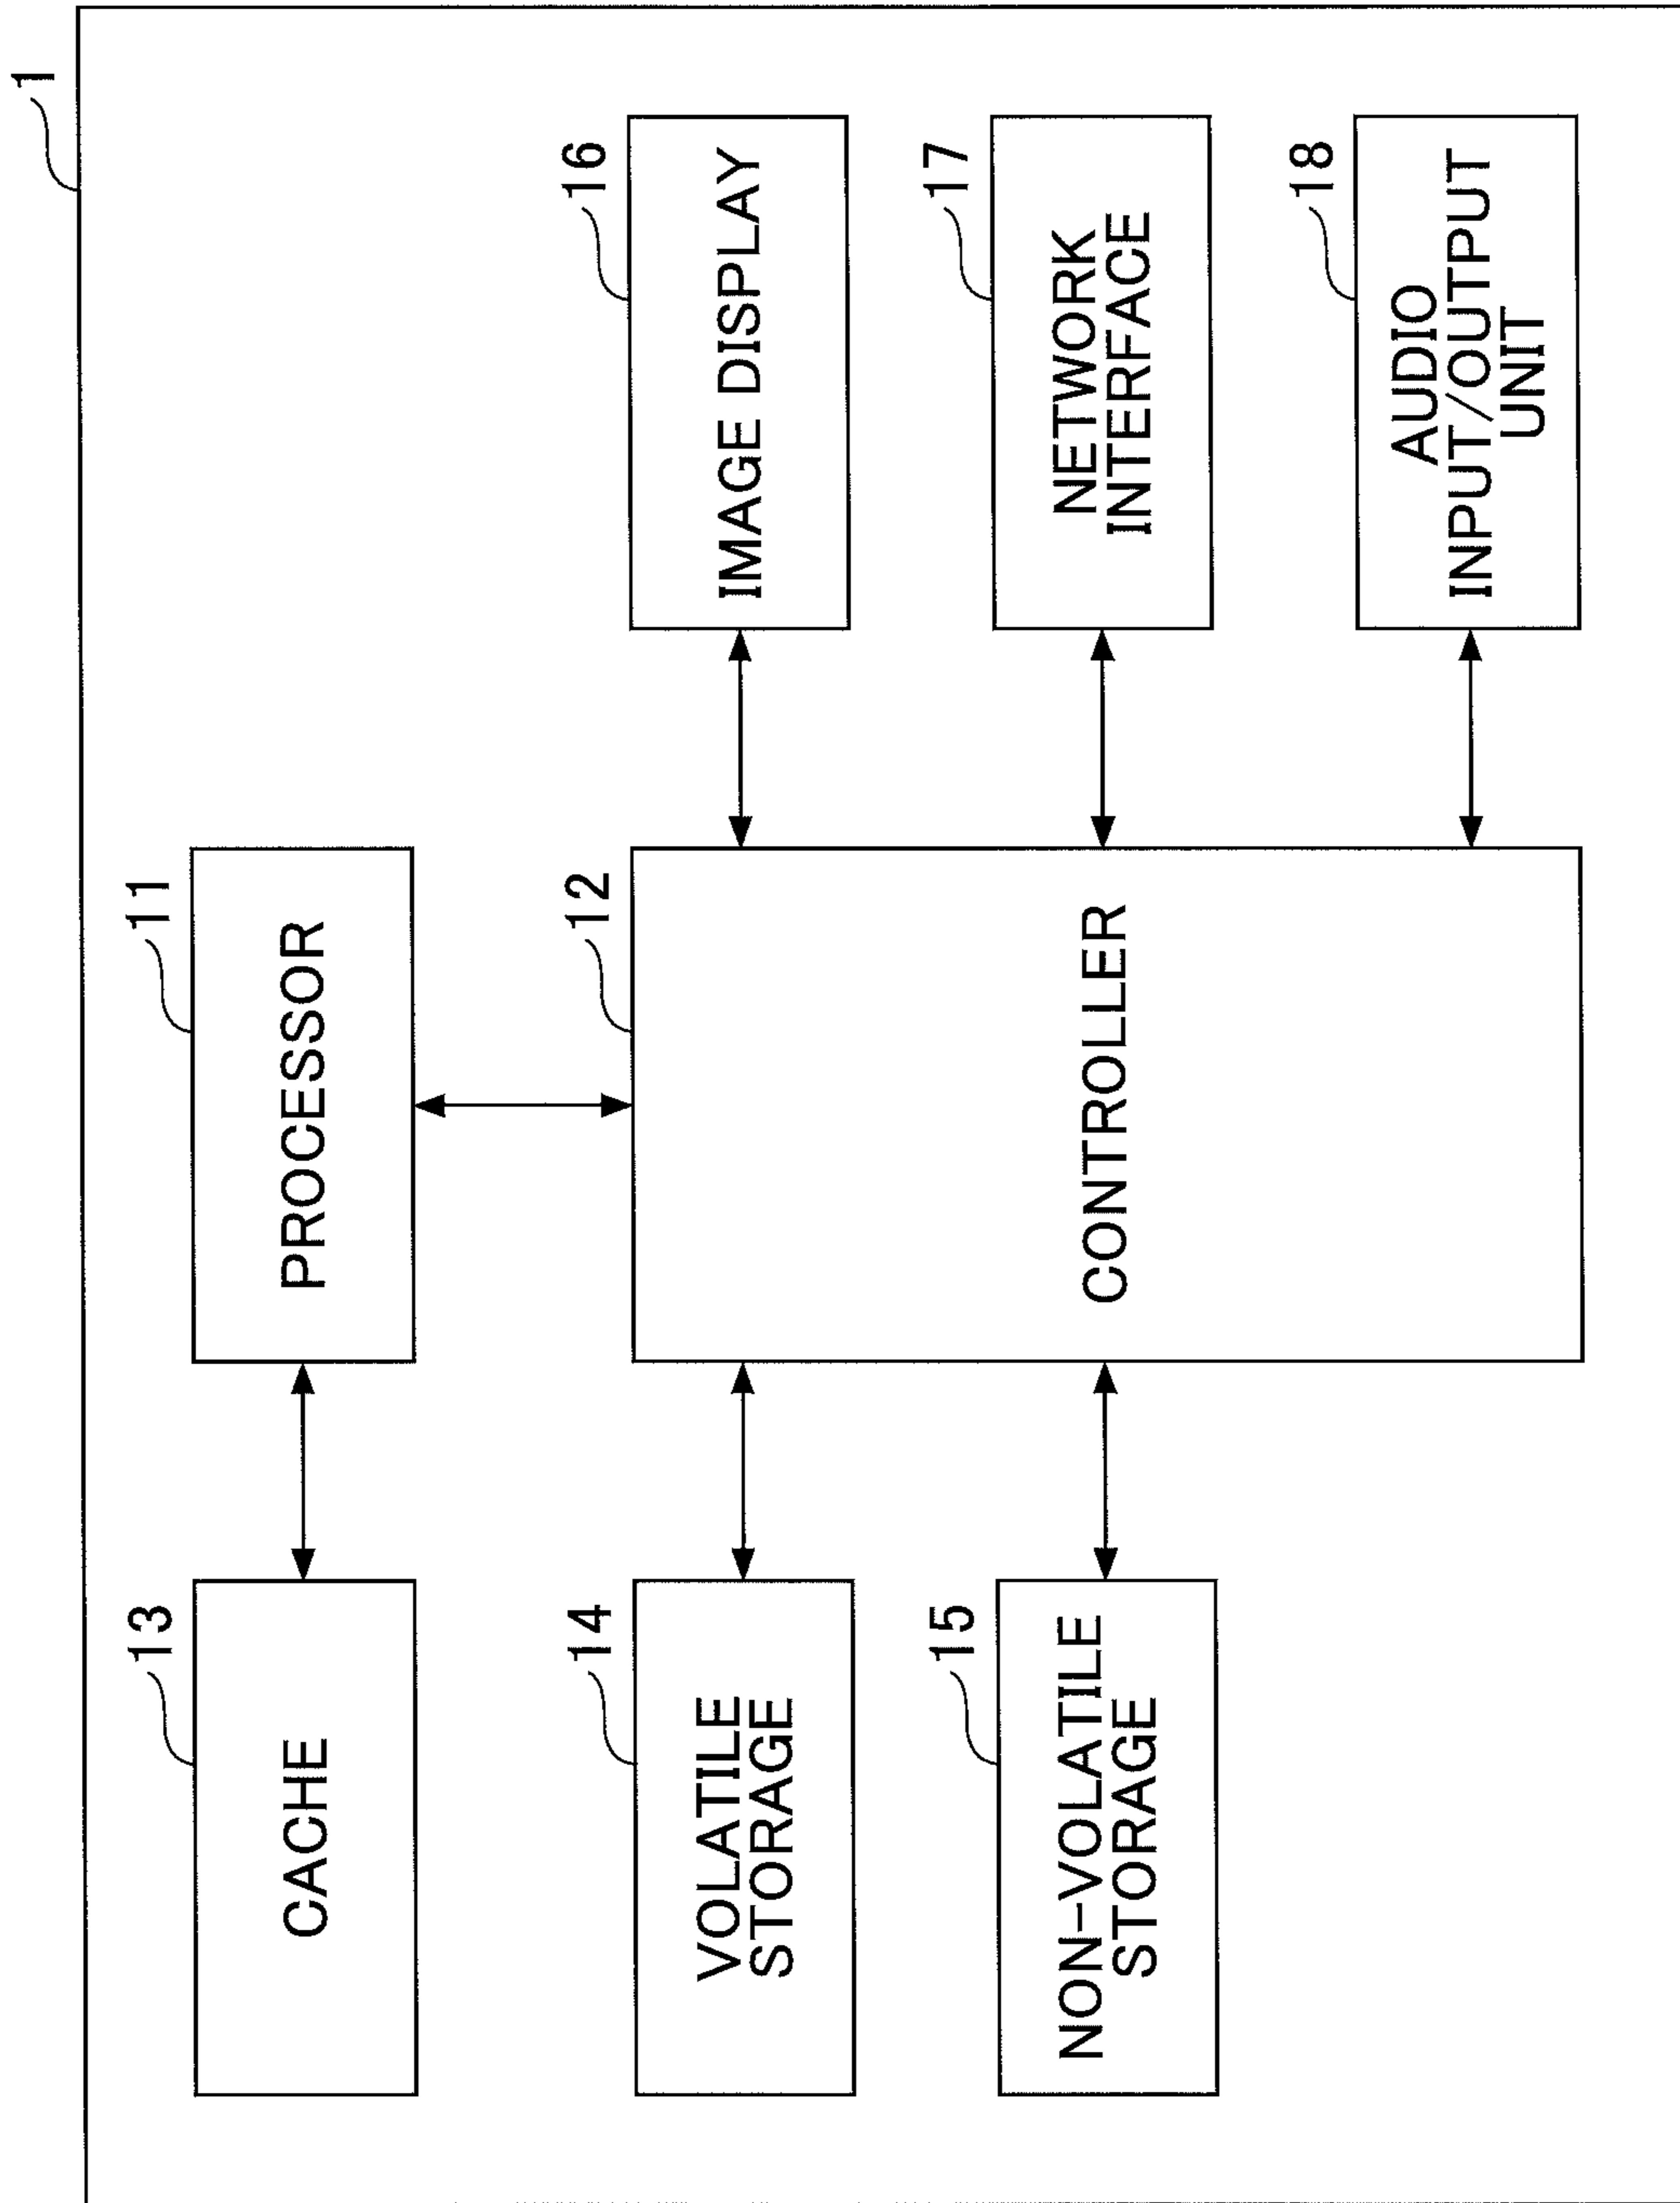 1
13
CACHE
11
PROCESSOR
14
VOLATILE
STORAGE
12
CONTROLLER
16
IMAGE DISPLAY
15
NON-VOLATILE
STORAGE
17
NETWORK
INTERFACE
18
AUDIO
INPUT/OUTPUT
UNIT